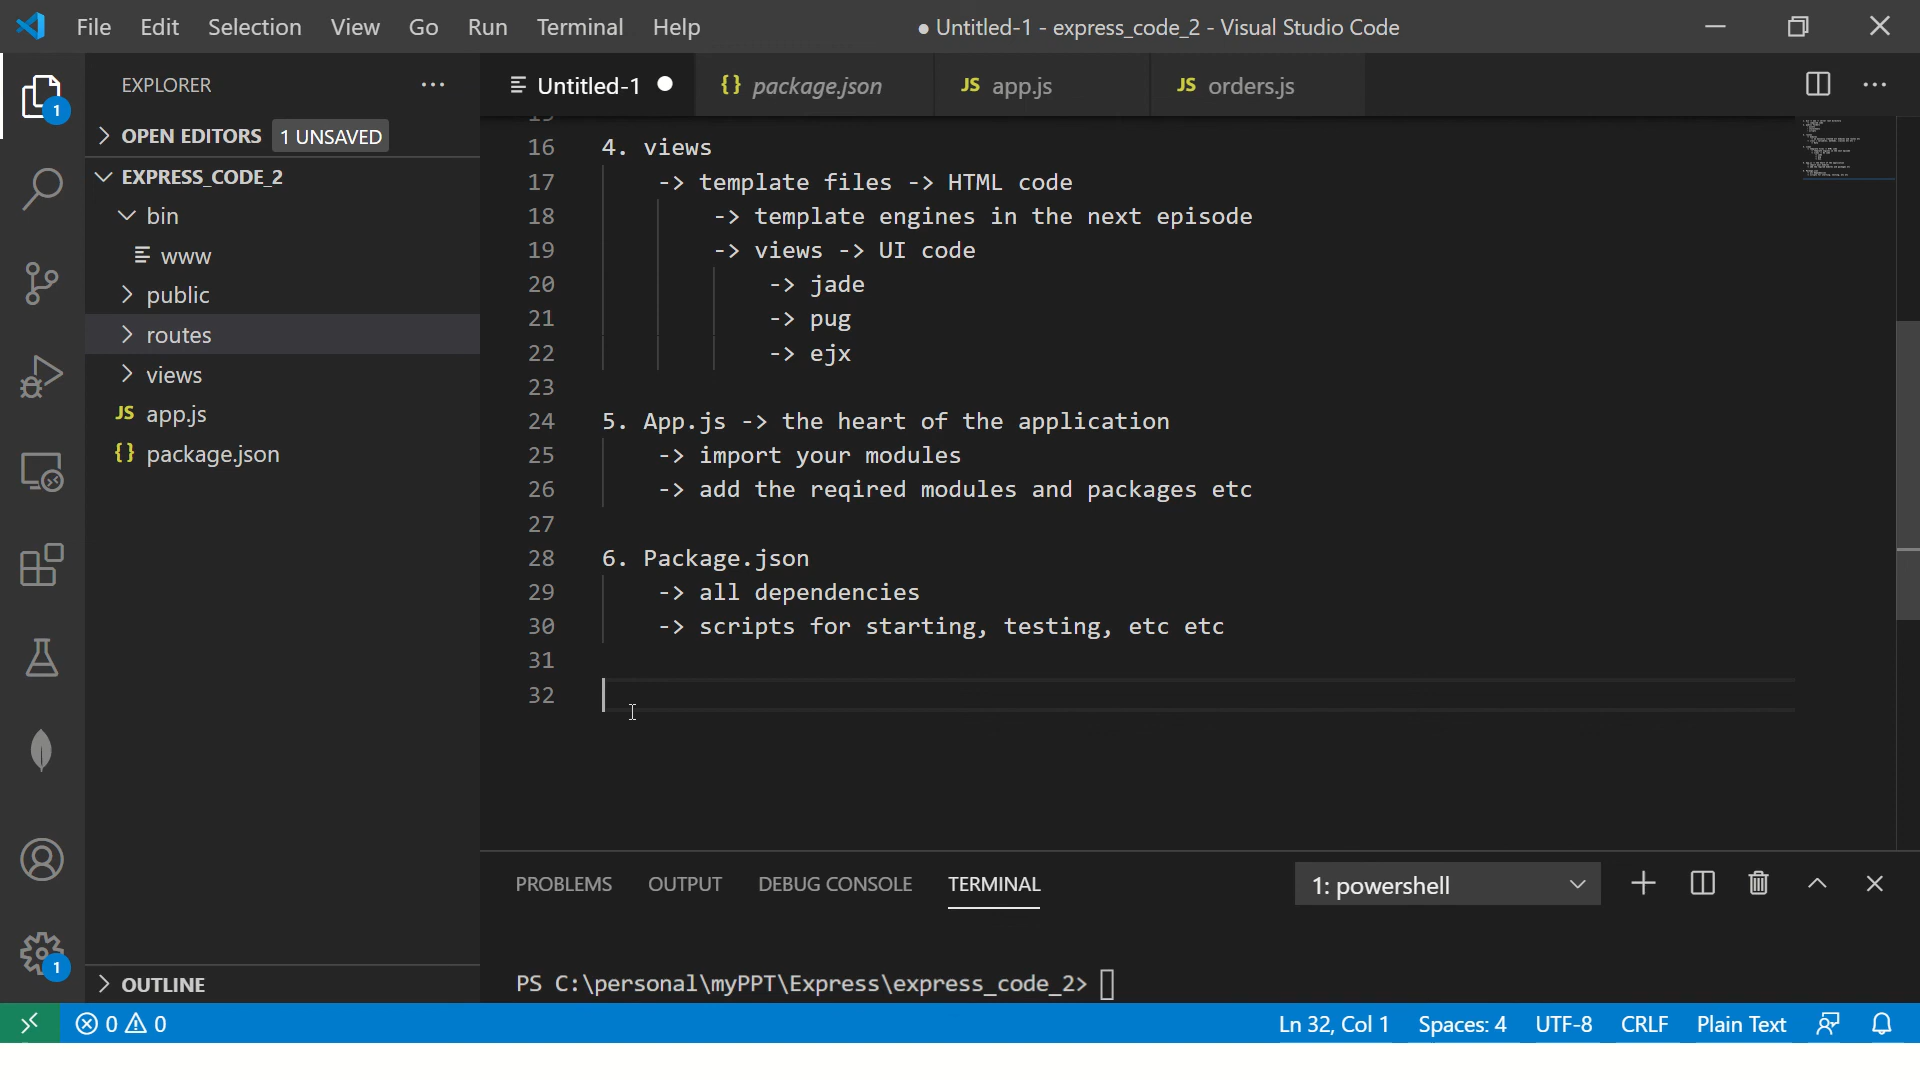 File Edit Selection View Go Run Terminal Help ● Untitled-1 - express_code_2 - Visual Studio Code
EXPLORER ···
Untitled-1 ● {} package.json JS app.js JS orders.js ···
1
OPEN EDITORS 1 UNSAVED
EXPRESS_CODE_2
bin
www
public
routes
views
JS app.js
{} package.json
16 4. views
17 -> template files -> HTML code
18 -> template engines in the next episode
19 -> views -> UI code
20 -> jade
21 -> pug
22 -> ejx
23
24 5. App.js -> the heart of the application
25 -> import your modules
26 -> add the reqired modules and packages etc
27
28 6. Package.json
29 -> all dependencies
30 -> scripts for starting, testing, etc etc
31
32
PROBLEMS OUTPUT DEBUG CONSOLE TERMINAL 1: powershell
1
OUTLINE
PS C:\personal\myPPT\Express\express_code_2>
0 0 Ln 32, Col 1 Spaces: 4 UTF-8 CRLF Plain Text